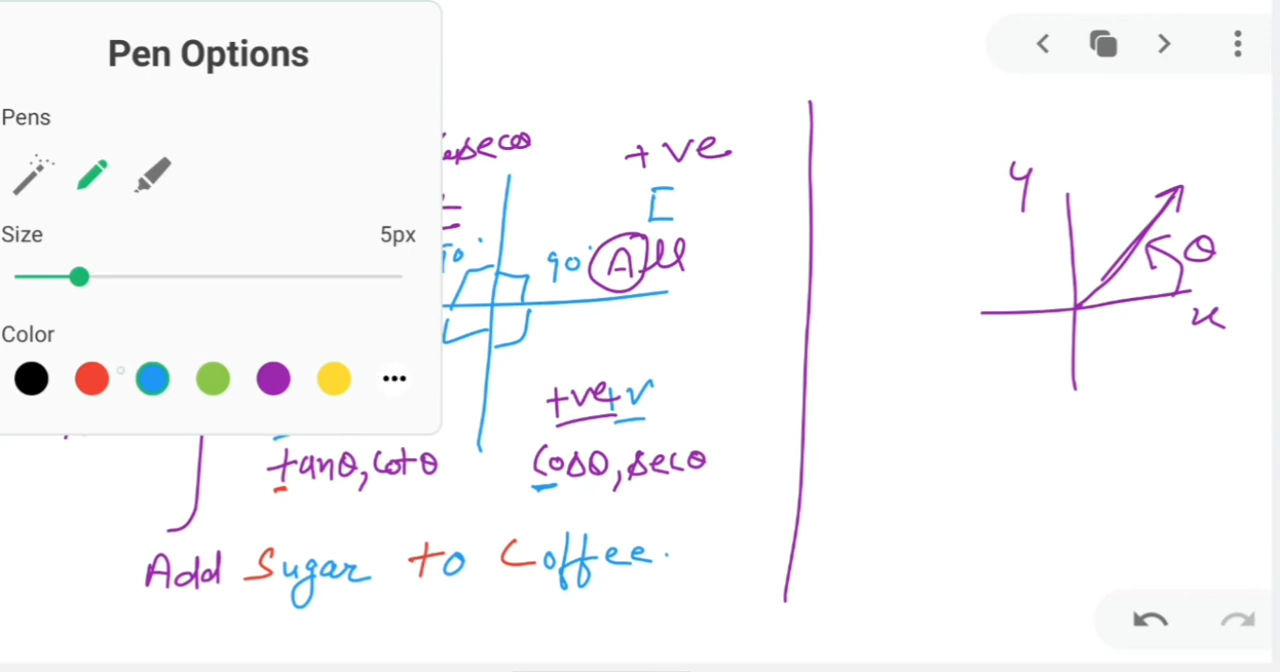 Pen Options
Pens
Size 5px
Color
+ve
I
90° All
+ve +v
tanθ, cotθ cosθ, secθ
Add Sugar to Coffee.
y
θ
x